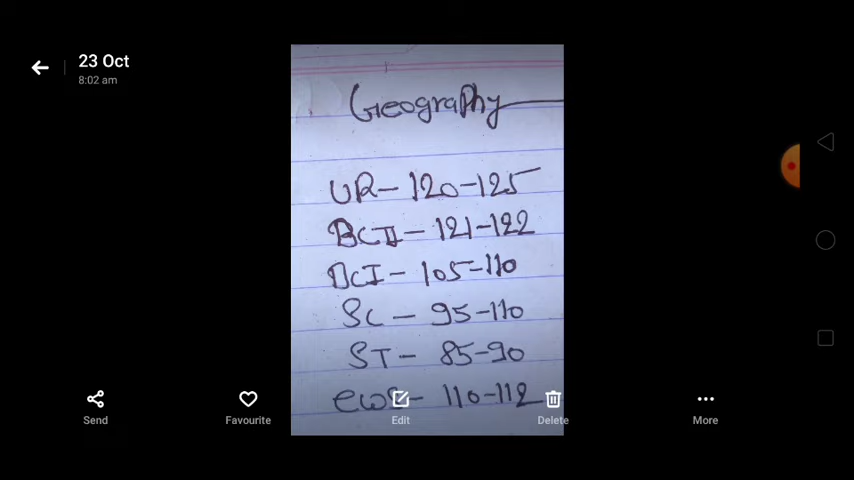 23 Oct
8:02 am
Geography
UR - 120-125
BCII - 121-122
BCI - 105-110
SC - 95-110
ST - 85-90
EWS - 110-112
Send
Favourite
Edit
Delete
More